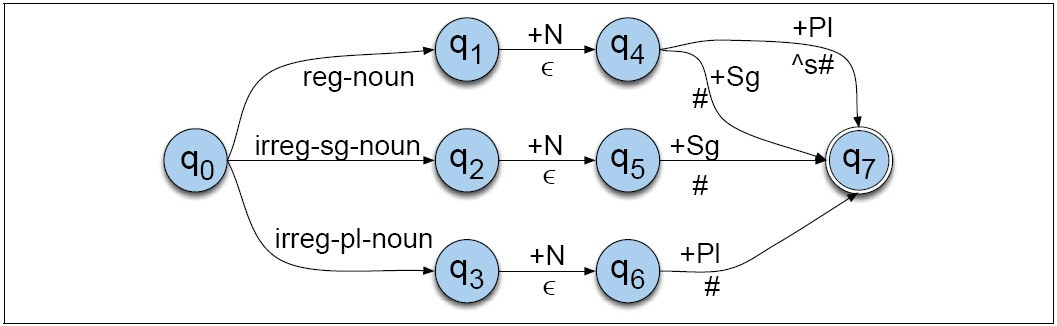 q0
reg-noun
q1
+N
ϵ
q4
+Pl
^s#
+Sg
#
irreg-sg-noun
q2
+N
ϵ
q5
+Sg
#
q7
irreg-pl-noun
q3
+N
ϵ
q6
+Pl
#